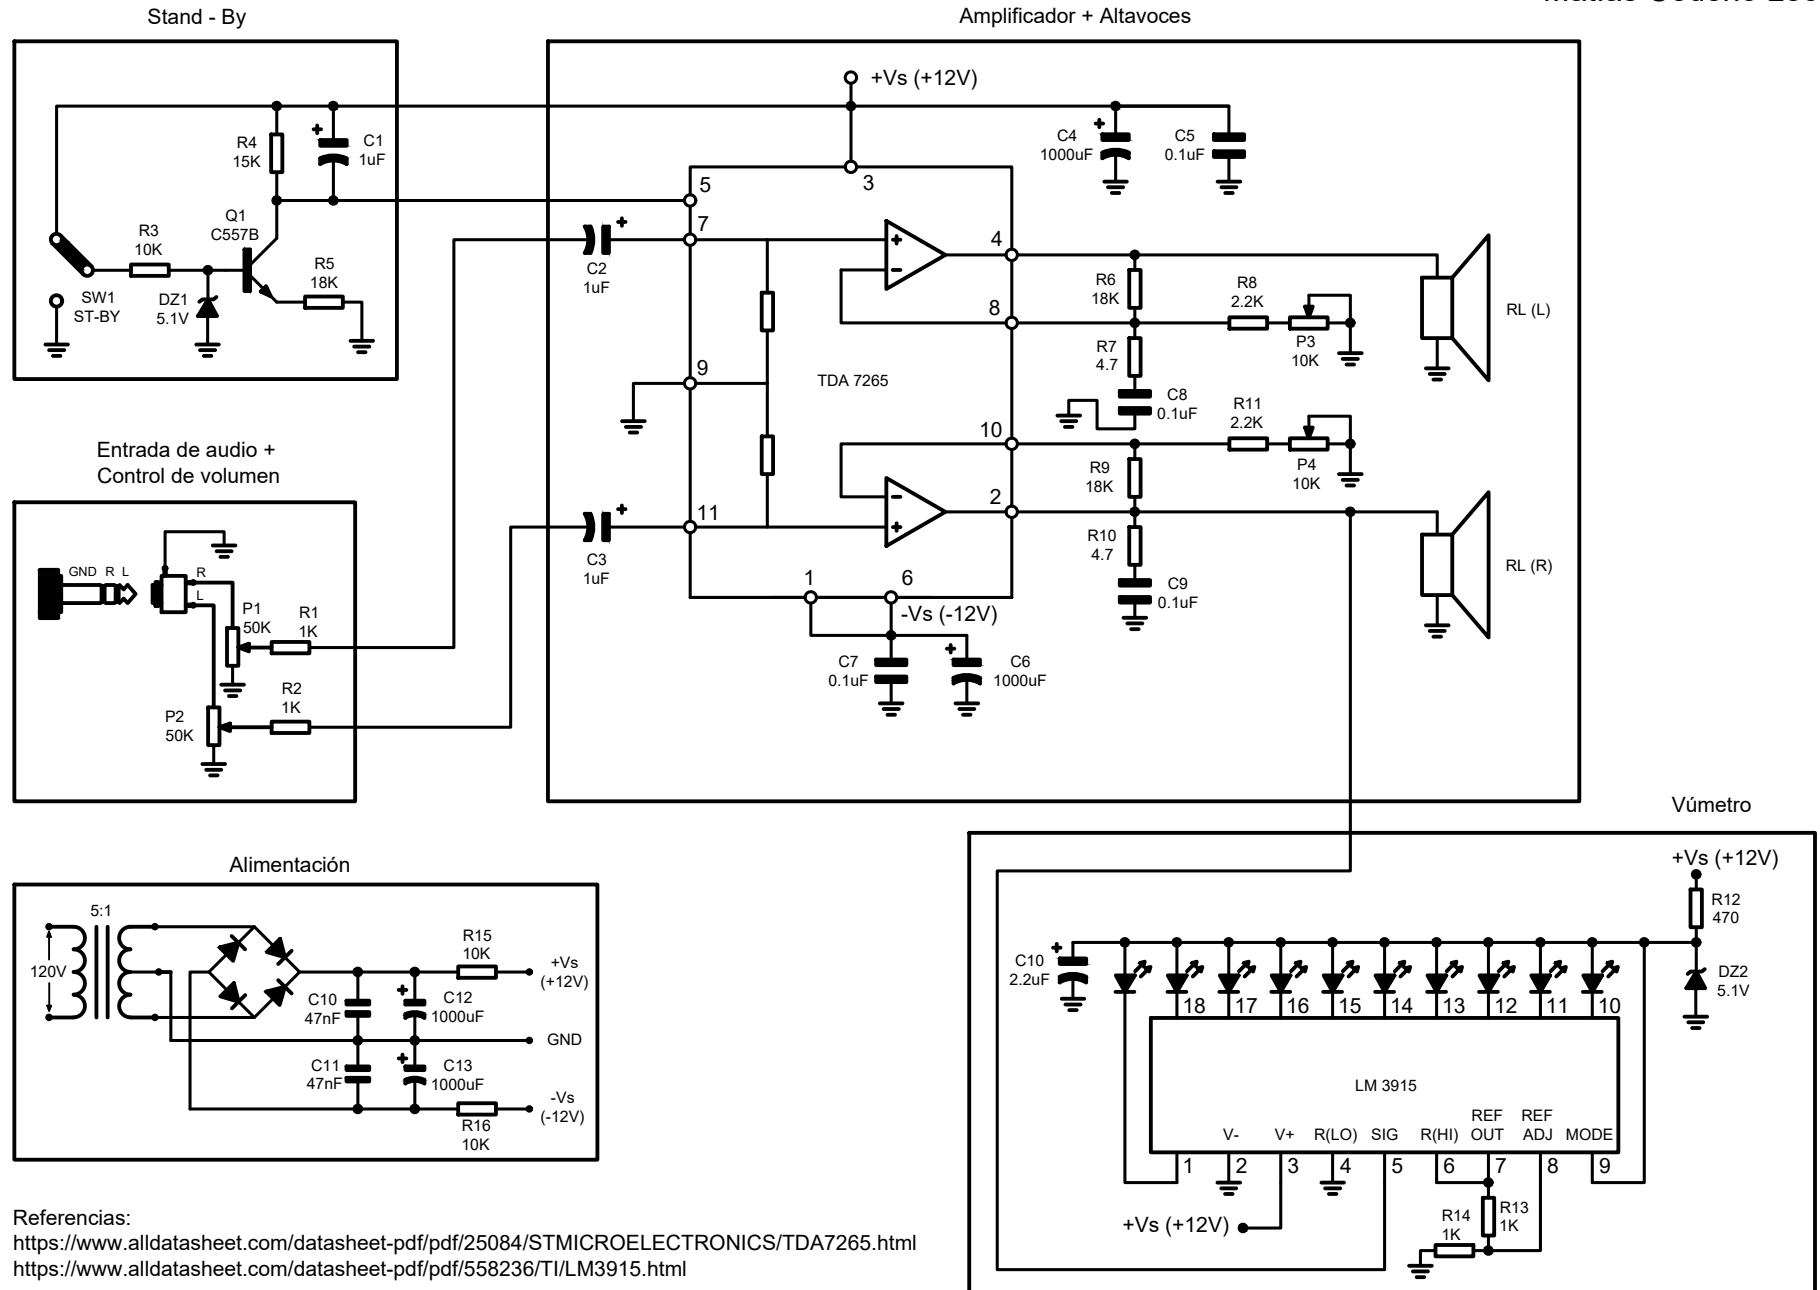 Stand - By
Amplificador + Altavoces
+Vs (+12V)
R4
15K
C1
1uF
C4
1000uF
C5
0.1uF
3
5
Q1
C557B
R3
10K
7
4
R5
18K
C2
1uF
R6
18K
R8
2.2K
SW1
ST-BY
DZ1
5.1V
8
RL (L)
P3
10K
R7
4.7
9
TDA 7265
C8
0.1uF
R11
2.2K
Entrada de audio +
Control de volumen
10
R9
18K
P4
10K
2
11
R10
4.7
C3
1uF
RL (R)
GND R L
R
L
1
6
C9
0.1uF
P1
50K
R1
1K
-Vs (-12V)
C7
0.1uF
C6
1000uF
R2
1K
P2
50K
Vúmetro
Alimentación
+Vs (+12V)
5:1
R12
470
R15
10K
120V
+Vs
(+12V)
C10
2.2uF
DZ2
5.1V
C10
47nF
C12
1000uF
18 17 16 15 14 13 12 11 10
GND
C11
47nF
C13
1000uF
LM 3915
-Vs
(-12V)
R16
10K
V- V+ R(LO) SIG R(HI) REF OUT REF ADJ MODE
1 2 3 4 5 6 7 8 9
R14
1K
R13
1K
+Vs (+12V)
Referencias:
https://www.alldatasheet.com/datasheet-pdf/pdf/25084/STMICROELECTRONICS/TDA7265.html
https://www.alldatasheet.com/datasheet-pdf/pdf/558236/TI/LM3915.html